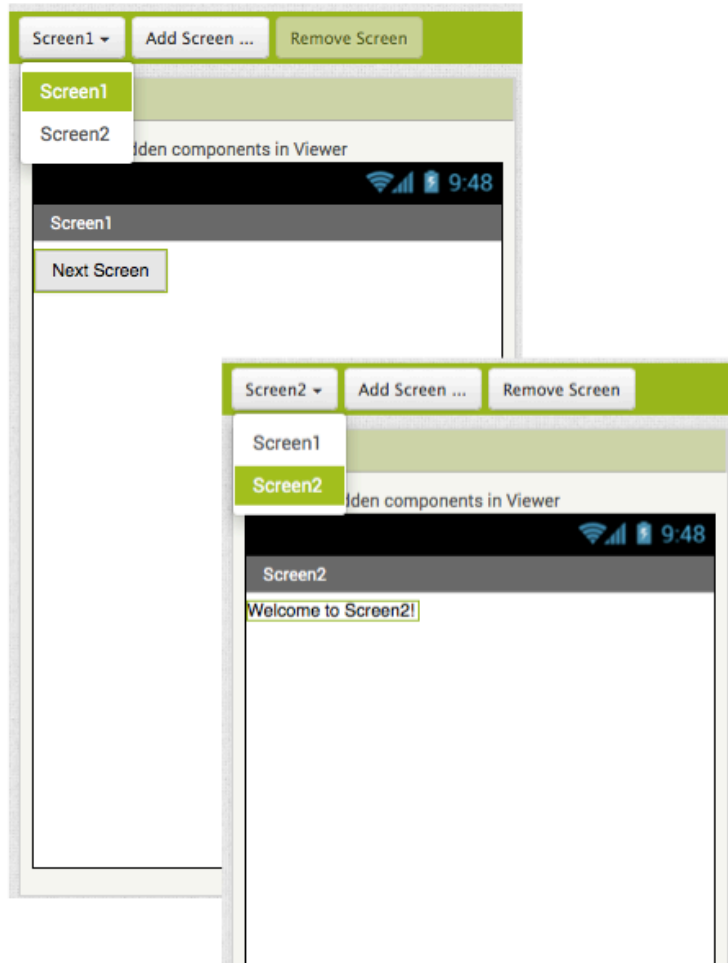 Screen1 Add Screen ... Remove Screen
Screen1
Screen2
dden components in Viewer
9:48
Screen1
Next Screen
Screen2 Add Screen ... Remove Screen
Screen1
Screen2
dden components in Viewer
9:48
Screen2
Welcome to Screen2!